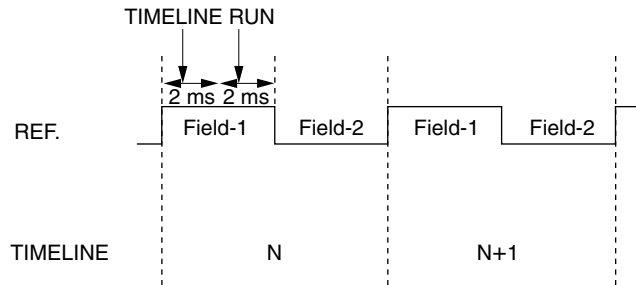 TIMELINE RUN
2 ms 2 ms
REF. Field-1 Field-2 Field-1 Field-2
TIMELINE N N+1